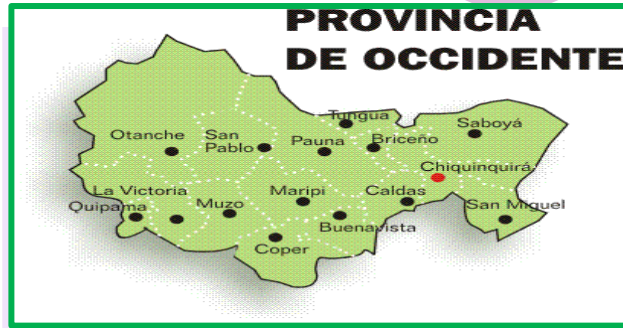 PROVINCIA
DE OCCIDENTE
Tungua
Otanche
San
Pablo
Pauna
Briceño
Saboyá
Chiquinquirá
La Victoria
Quipama
Muzo
Maripi
Caldas
San Miguel
Buenavista
Coper